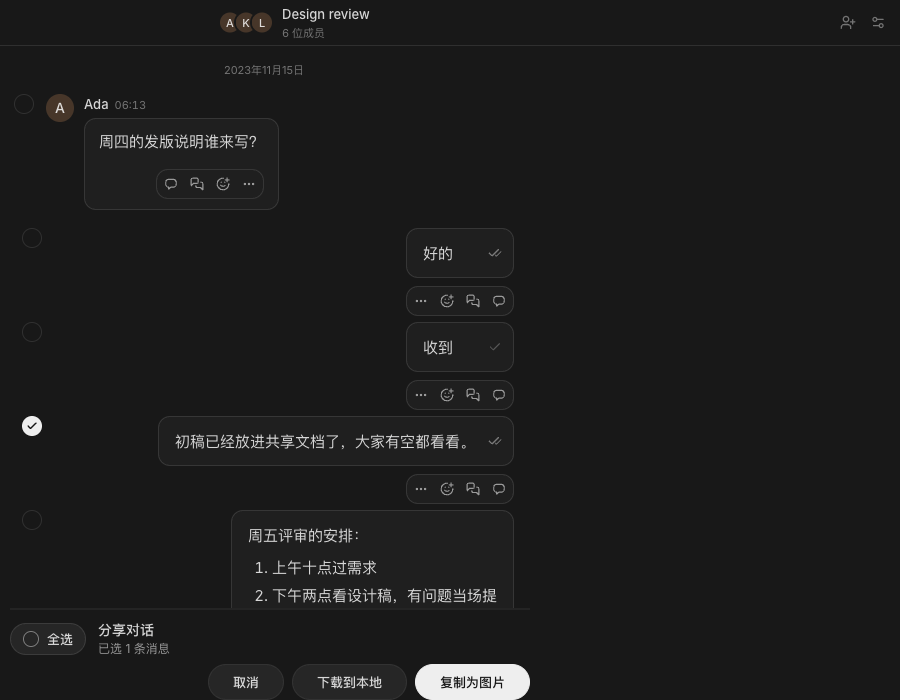 A K L
Design review
6 位成员
2023年11月15日
A
Ada 06:13
周四的发版说明谁来写?
好的
收到
初稿已经放进共享文档了，大家有空都看看。
周五评审的安排：
1. 上午十点过需求
2. 下午两点看设计稿，有问题当场提
全选
分享对话
已选 1 条消息
取消
下载到本地
复制为图片